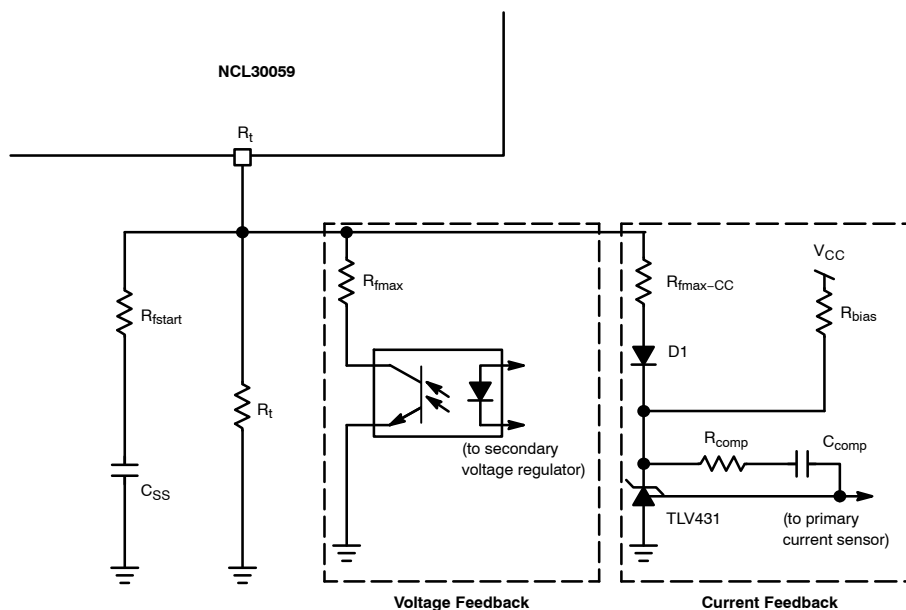 NCL30059
Rt
VCC
Rfmax
Rfmax−CC
Rfstart
Rbias
D1
Rt
Rcomp
Ccomp
(to secondary
voltage regulator)
CSS
TLV431
(to primary
current sensor)
Voltage Feedback
Current Feedback